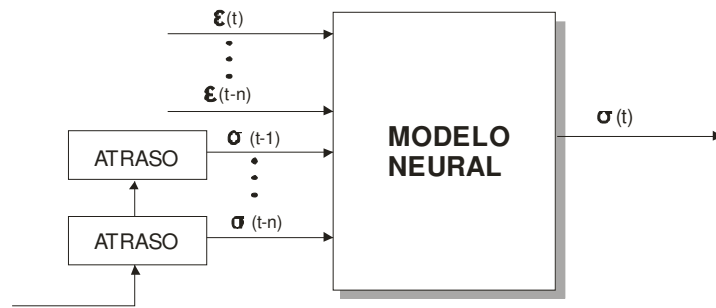 ε(t)
ε(t-n)
σ (t-1)
σ (t-n)
ATRASO
ATRASO
MODELO
NEURAL
σ (t)